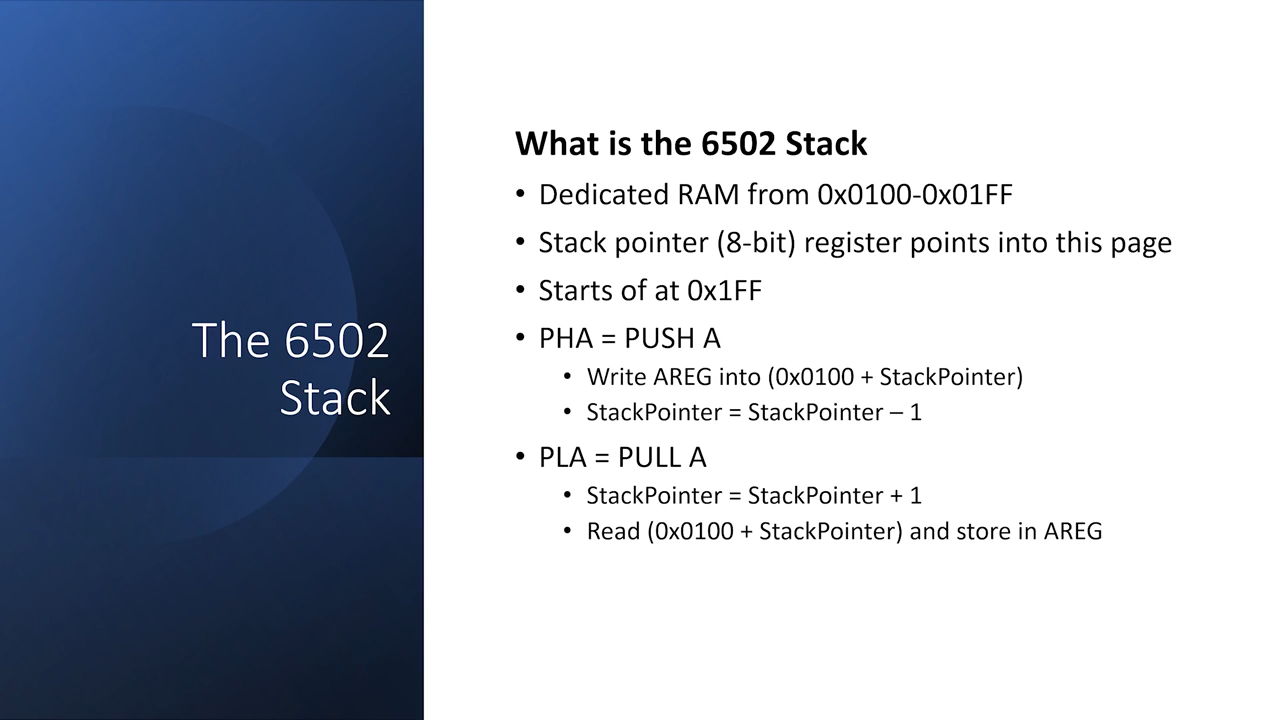 The 6502
Stack
What is the 6502 Stack
• Dedicated RAM from 0x0100-0x01FF
• Stack pointer (8-bit) register points into this page
• Starts of at 0x1FF
• PHA = PUSH A
• Write AREG into (0x0100 + StackPointer)
• StackPointer = StackPointer – 1
• PLA = PULL A
• StackPointer = StackPointer + 1
• Read (0x0100 + StackPointer) and store in AREG